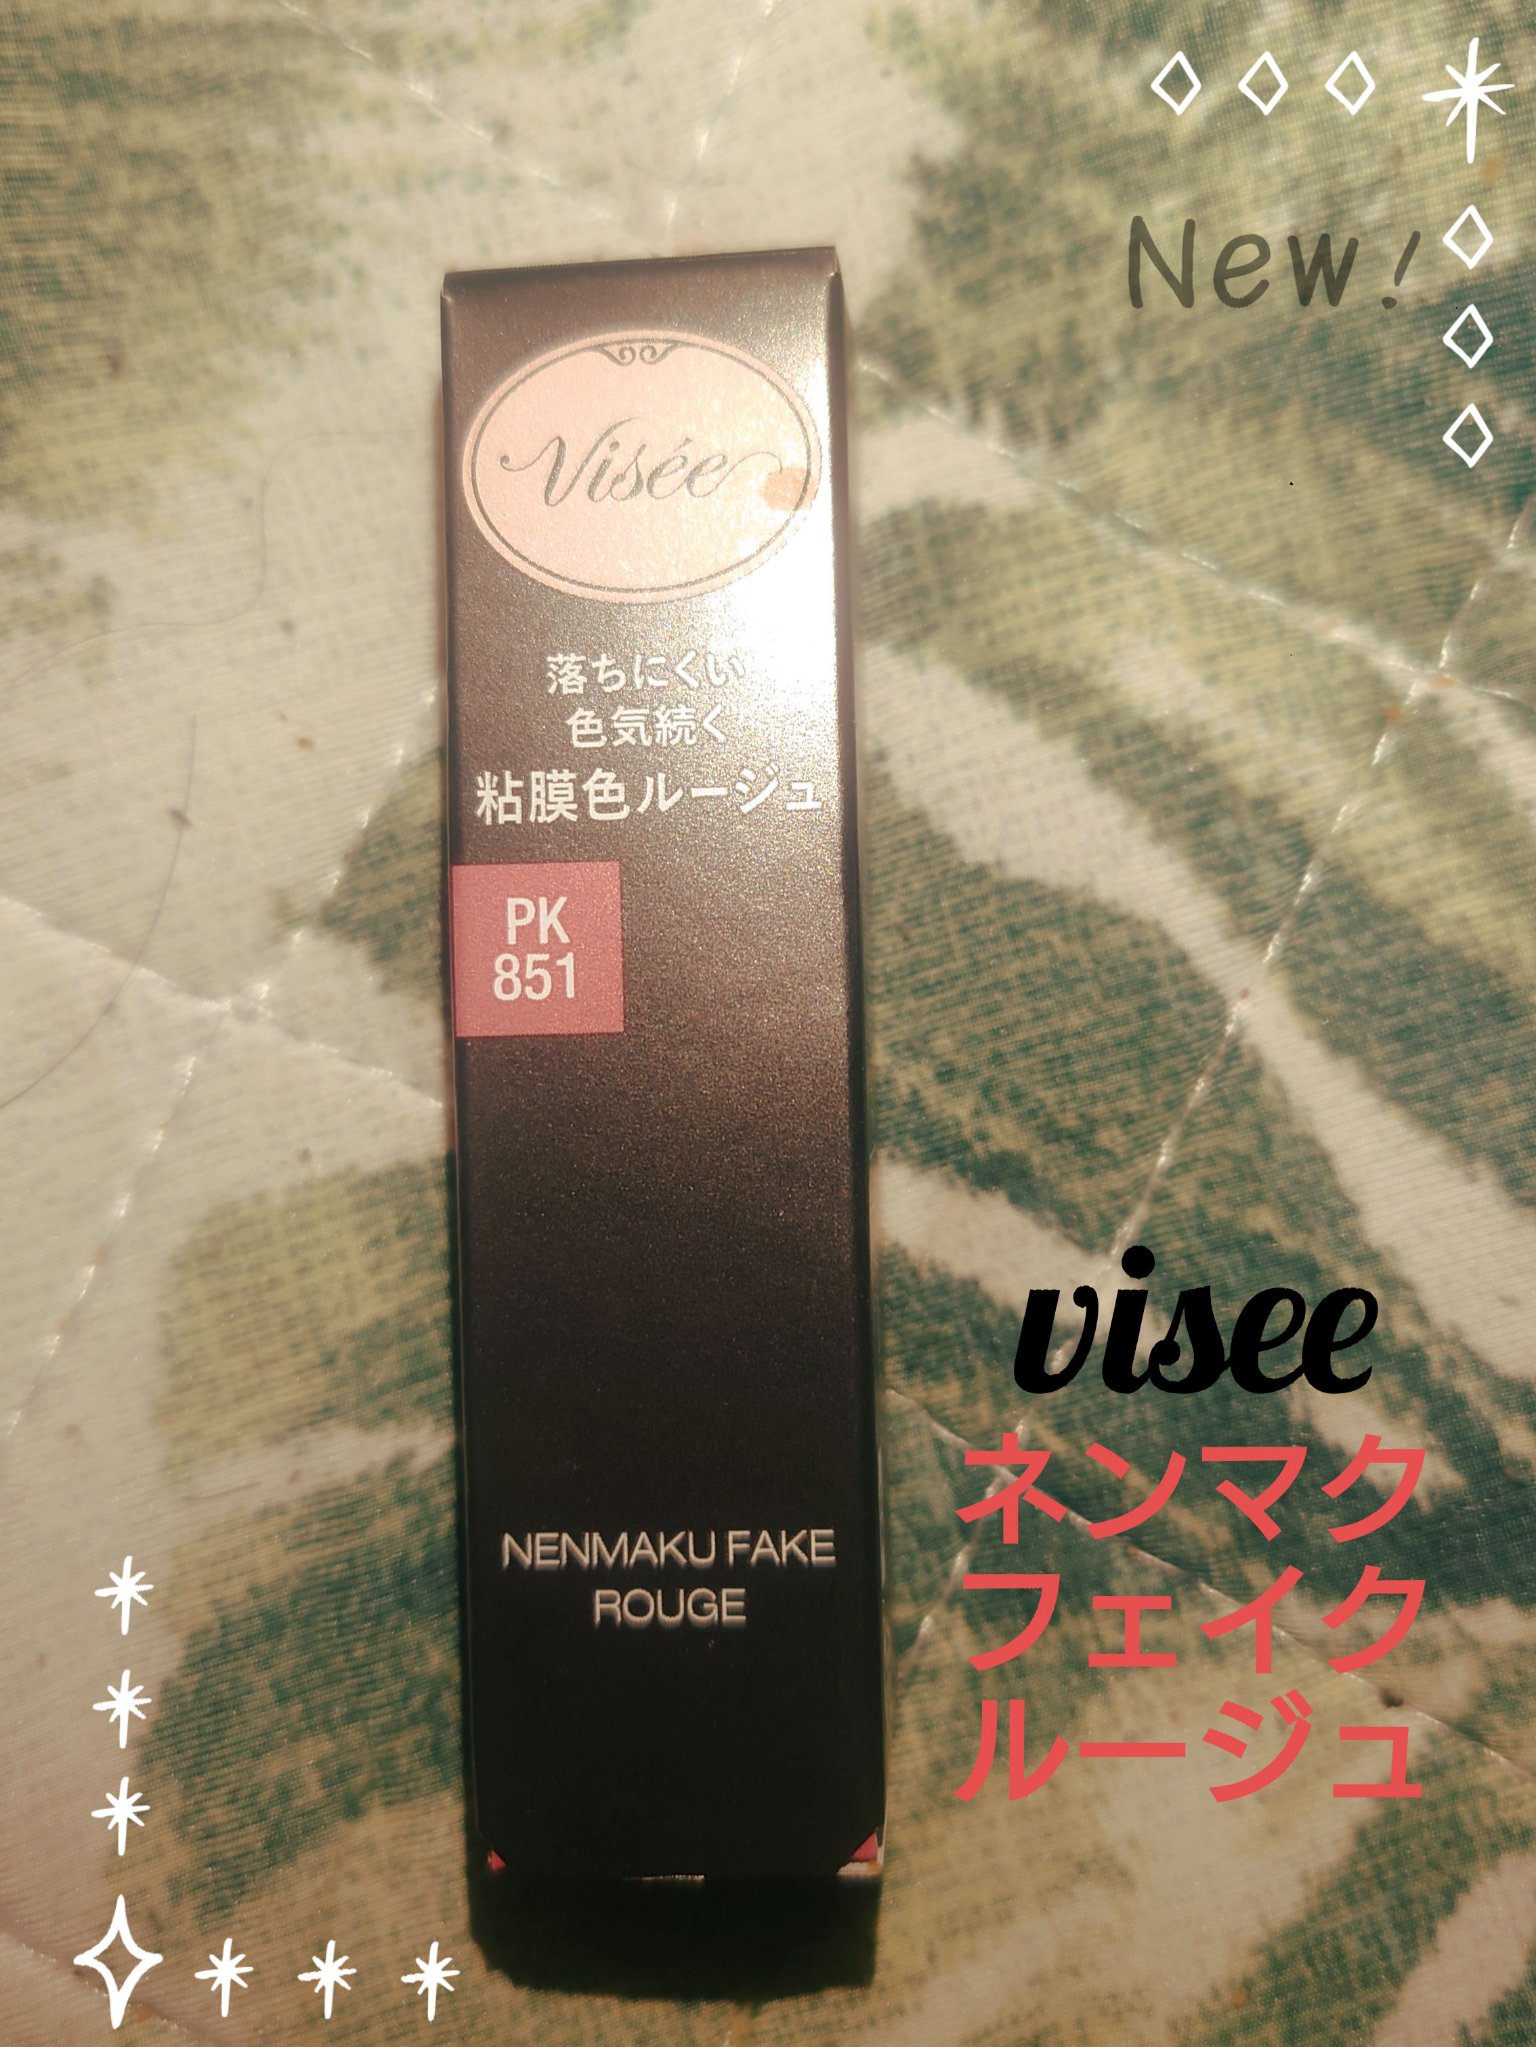 New!
Visée
落ちにくい
色気続く
粘膜色ルージュ
PK
851
NENMAKU FAKE
ROUGE
visee
ネンマク
フェイク
ルージュ